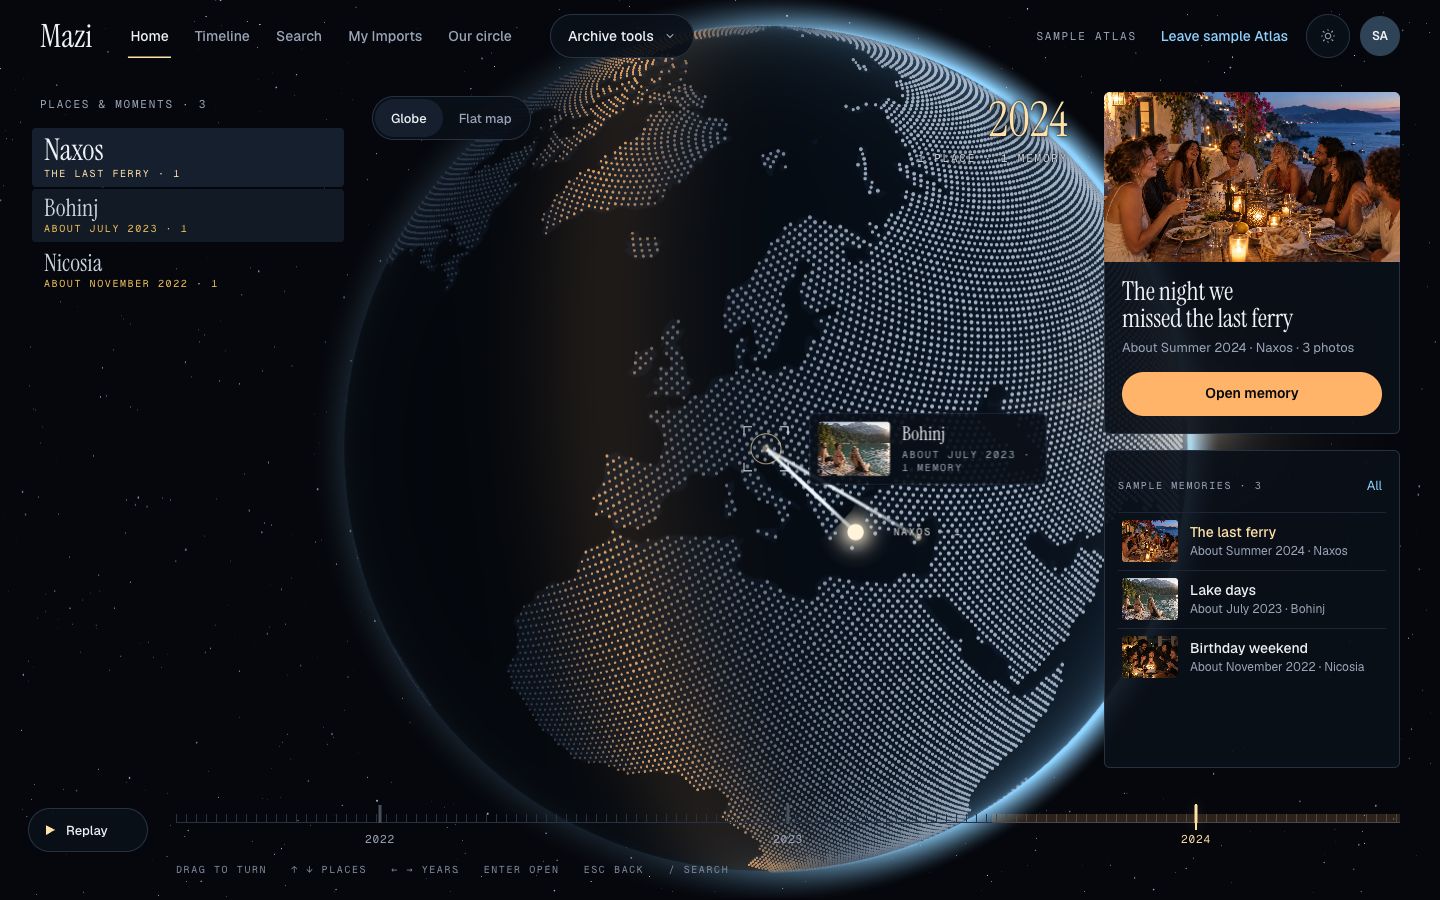 Mazi
Home
Timeline
Search
My Imports
Our circle
Archive tools
SAMPLE ATLAS
Leave sample Atlas
SA
PLACES & MOMENTS · 3
Naxos
THE LAST FERRY · 1
Bohinj
ABOUT JULY 2023 · 1
Nicosia
ABOUT NOVEMBER 2022 · 1
Globe
Flat map
2024
1 PLACE · 1 MEMORY
Bohinj
ABOUT JULY 2023 ·
1 MEMORY
NAXOS
The night we
missed the last ferry
About Summer 2024 · Naxos · 3 photos
Open memory
SAMPLE MEMORIES · 3
All
The last ferry
About Summer 2024 · Naxos
Lake days
About July 2023 · Bohinj
Birthday weekend
About November 2022 · Nicosia
Replay
2022
2023
2024
DRAG TO TURN
↑ ↓ PLACES
← → YEARS
ENTER OPEN
ESC BACK
/ SEARCH